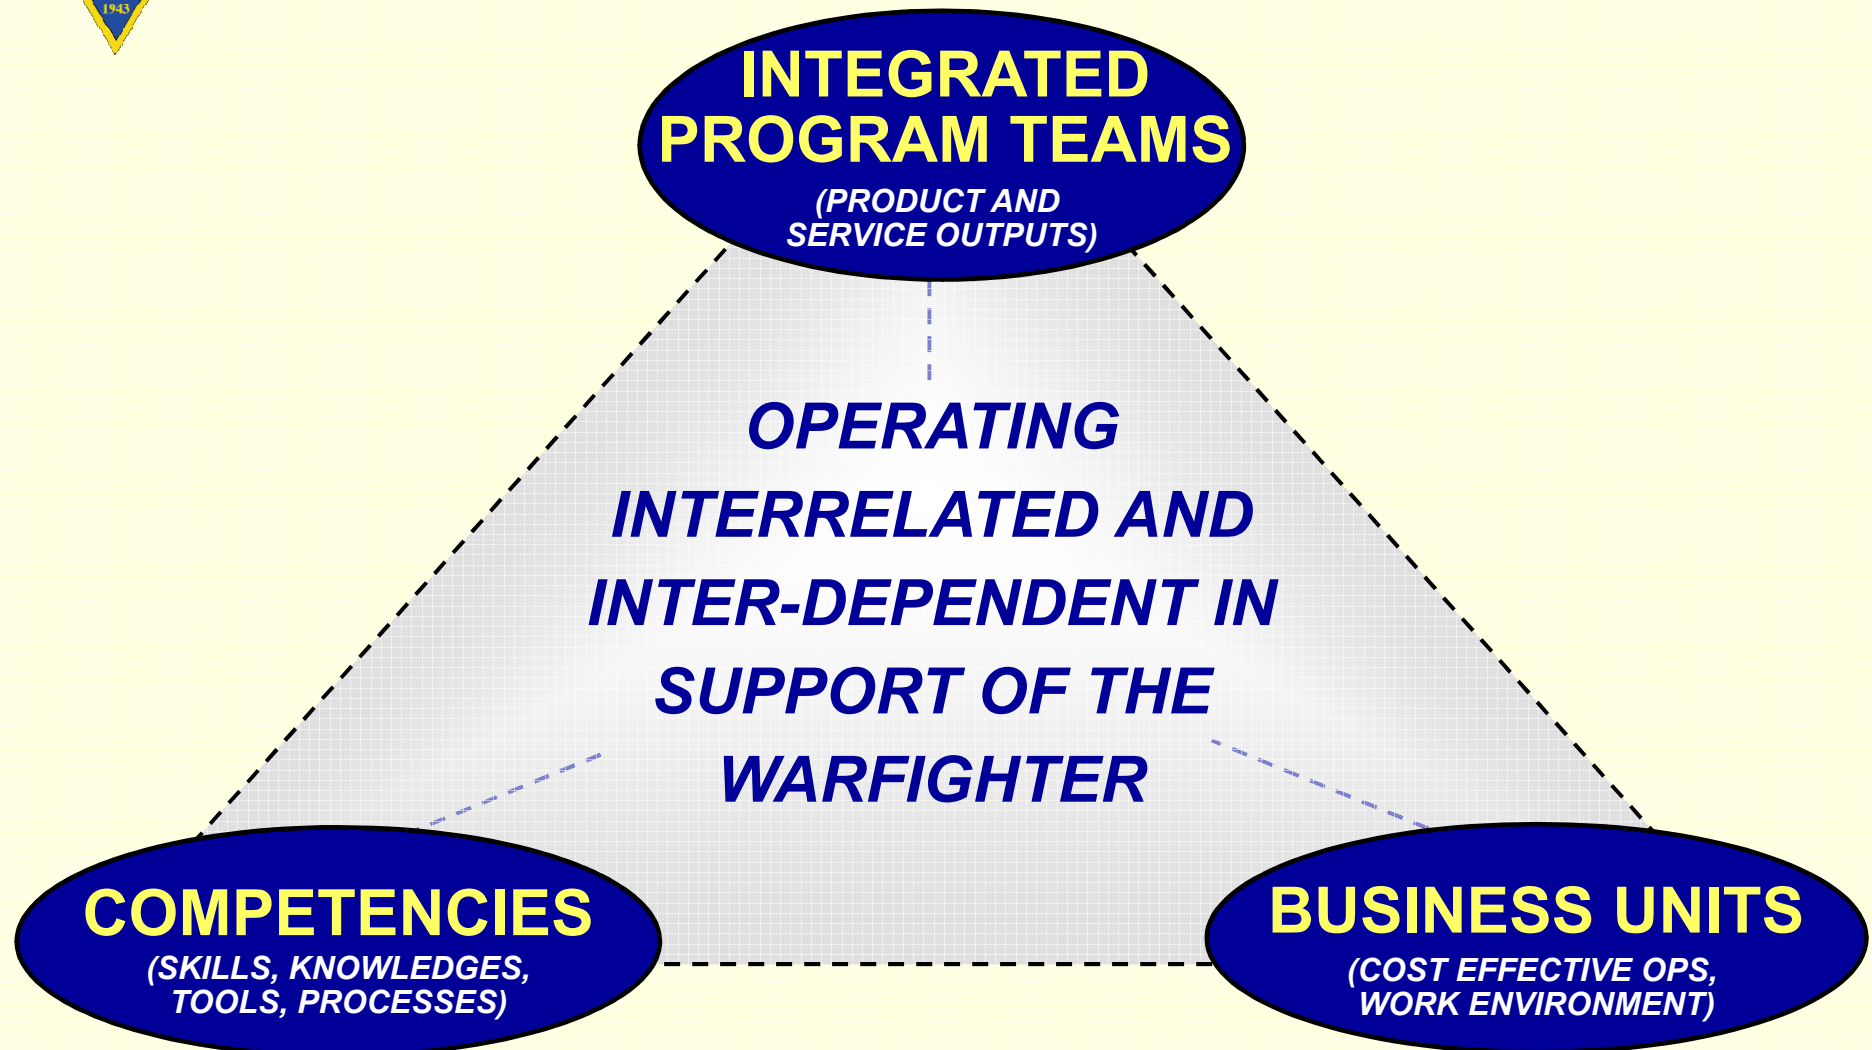 1943
INTEGRATED
PROGRAM TEAMS
(PRODUCT AND
SERVICE OUTPUTS)
OPERATING
INTERRELATED AND
INTER-DEPENDENT IN
SUPPORT OF THE
WARFIGHTER
COMPETENCIES
(SKILLS, KNOWLEDGES,
TOOLS, PROCESSES)
BUSINESS UNITS
(COST EFFECTIVE OPS,
WORK ENVIRONMENT)